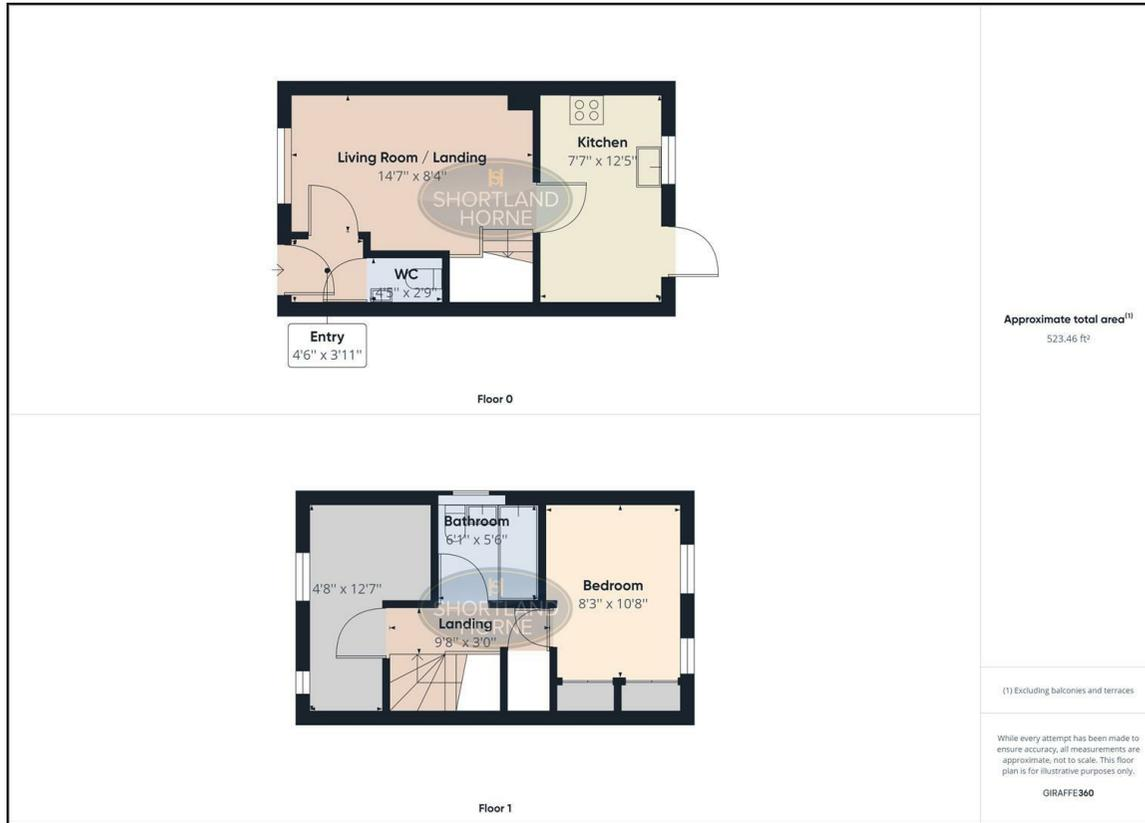 Living Room / Landing
14'7" x 8'4"
Kitchen
7'7" x 12'5"
SHORTLAND
HORNE
WC
4'5" x 2'9"
Entry
4'6" x 3'11"
Floor 0
Approximate total area(1)
523.46 ft²
Bathroom
6'1" x 5'6"
4'8" x 12'7"
Bedroom
8'3" x 10'8"
SHORTLAND
HORNE
Landing
9'8" x 3'0"
Floor 1
(1) Excluding balconies and terraces
While every attempt has been made to
ensure accuracy, all measurements are
approximate, not to scale. This floor
plan is for illustrative purposes only.
GIRAFFE360